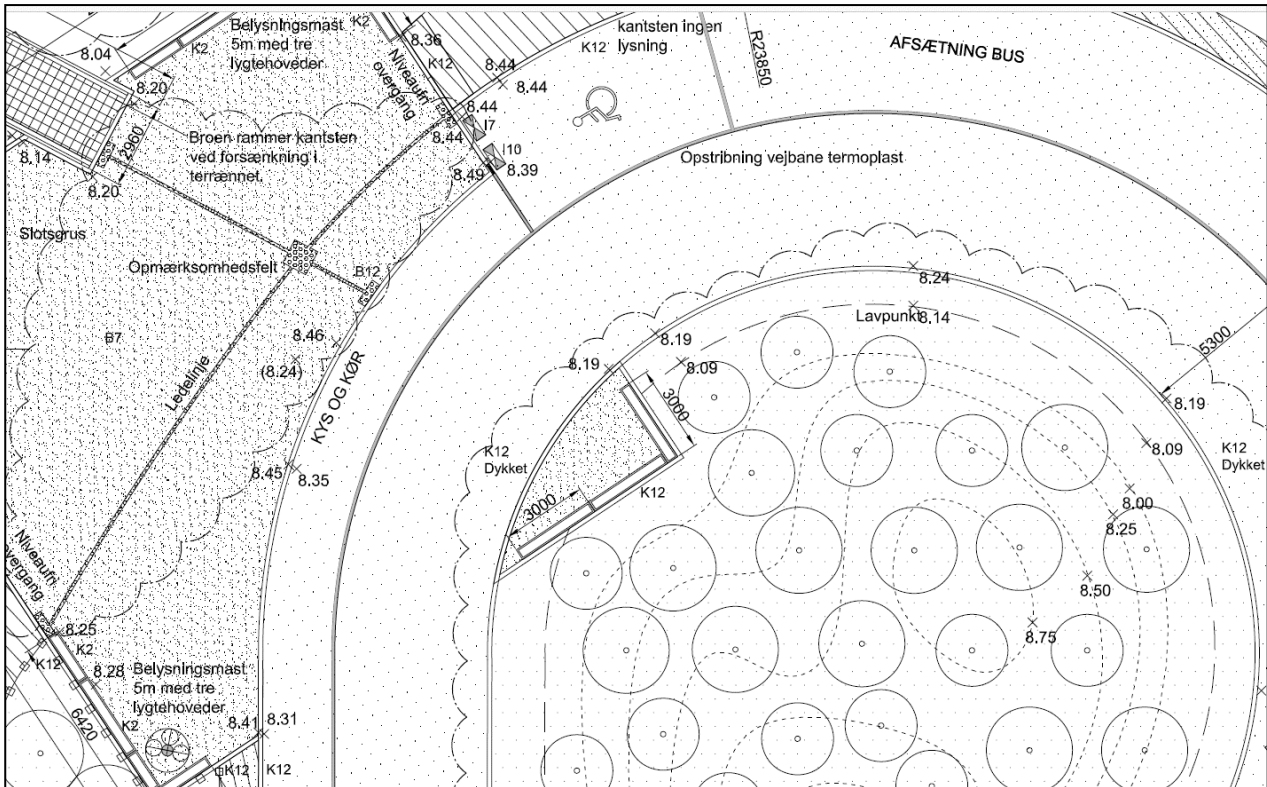 Belysningsmast
5m med tre
lygtehoveder
K2
K2
8.04
8.20
8.36
K12
Niveaufri
overgang
8.44
8.44
8.44
8.44
I7
I10
8.49
8.39
kantsten ingen
lysning
K12
R23850
AFSÆTNING BUS
2960
8.14
8.20
Broen rammer kantsten
ved forsænkning i
terrænnet.
Opstribning vejbane termoplast
Slotsgrus
Opmærksomhedsfelt
B12
B7
8.46
(8.24)
Ledelinje
KYS OG KØR
8.45
8.35
8.24
Lavpunkt
8.14
8.19
8.19
8.09
3000
5300
8.19
8.09
K12
Dykket
K12
Dykket
K12
3000
8.00
8.25
8.50
8.75
Niveaufri
overgang
8.25
K2
K12
8.28
Belysningsmast
5m med tre
lygtehoveder
6420
K2
8.41
8.31
K12
K12